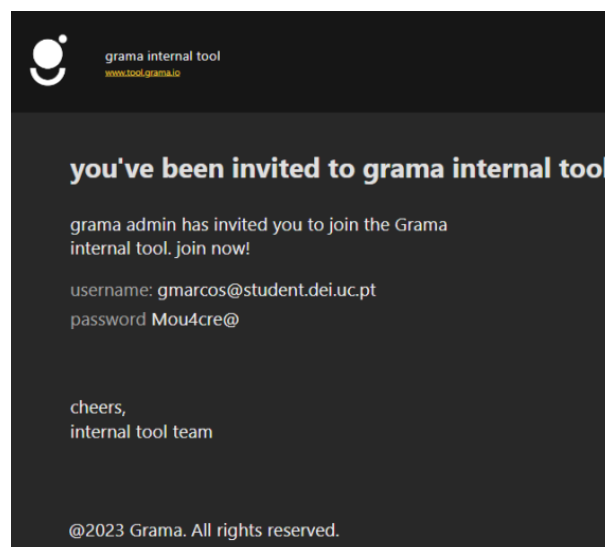 grama internal tool
www.tool.grama.io
you've been invited to grama internal tool
grama admin has invited you to join the Grama
internal tool. join now!
username: gmarcos@student.dei.uc.pt
password Mou4cre@
cheers,
internal tool team
@2023 Grama. All rights reserved.